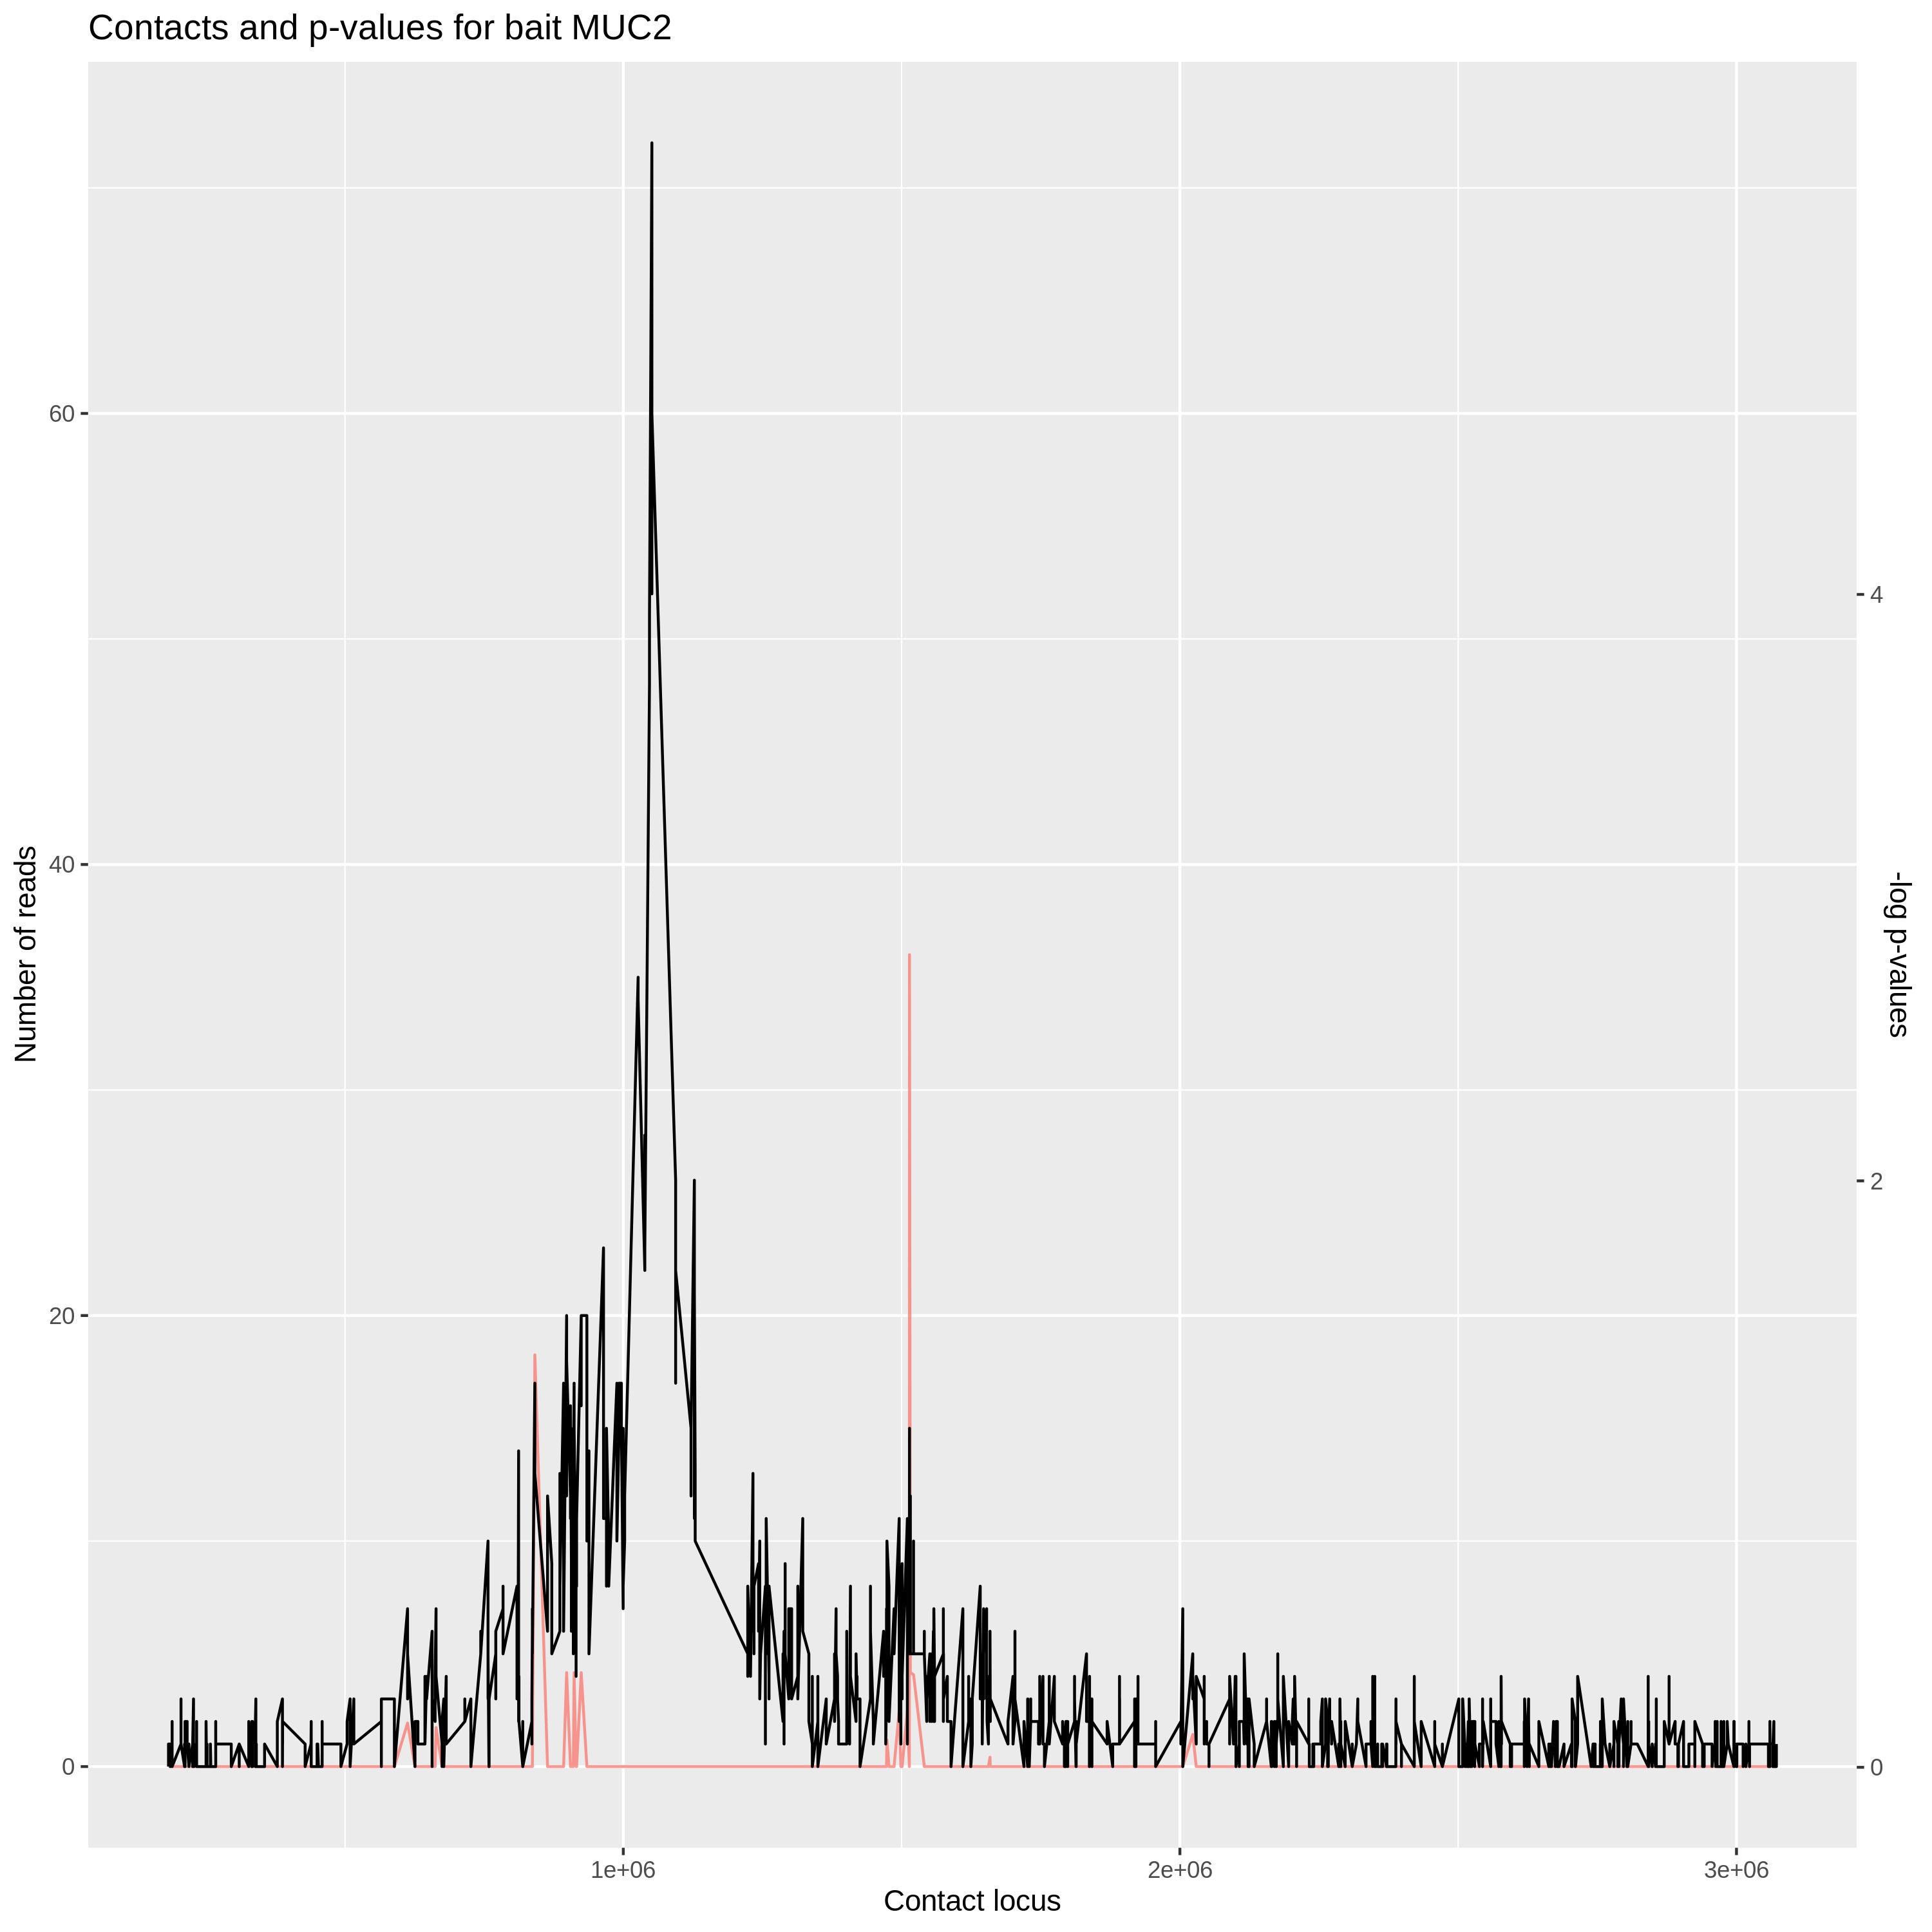 Contacts and p-values for bait MUC2
60
40
20
0
Number of reads
4
2
0
-log p-values
1e+06
2e+06
3e+06
Contact locus